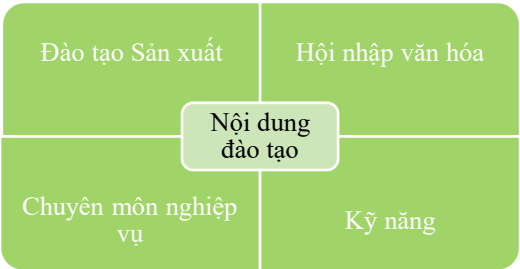 Đào tạo Sản xuất
Hội nhập văn hóa
Nội dung
đào tạo
Chuyên môn nghiệp
vụ
Kỹ năng